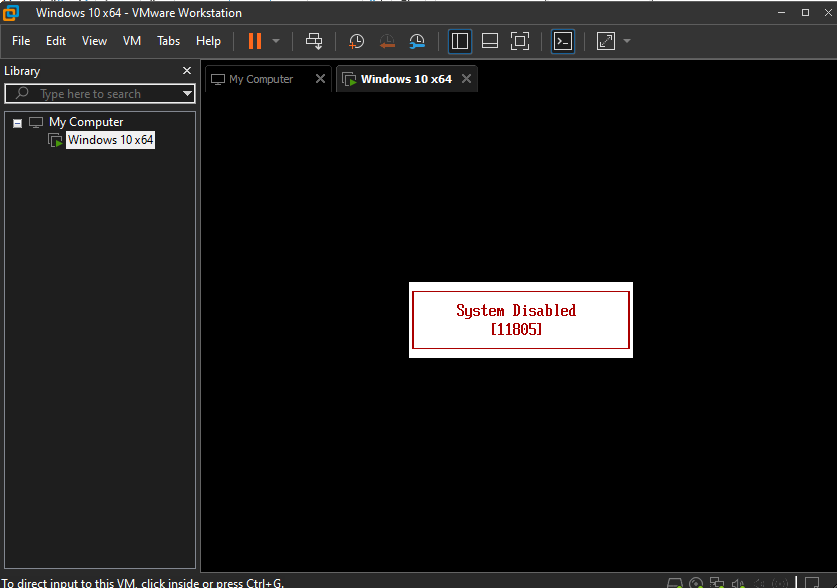 Windows 10 x64 - VMware Workstation
File Edit View VM Tabs Help
Library
Type here to search
My Computer
Windows 10 x64
My Computer
Windows 10 x64
System Disabled
[11805]
To direct input to this VM, click inside or press Ctrl+G.